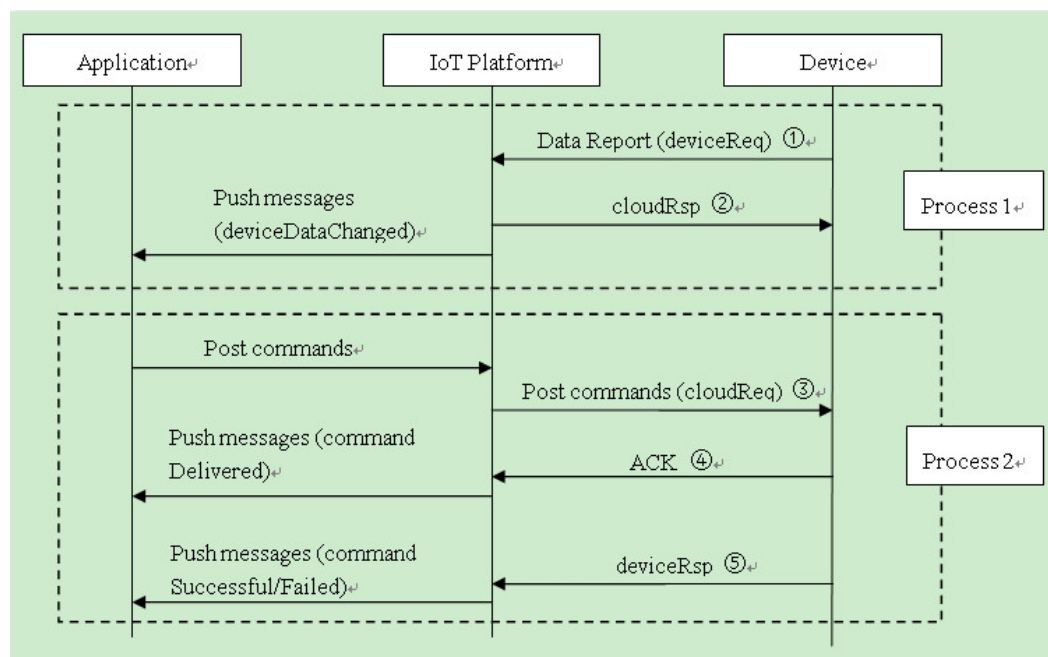 Application↵
IoT Platform↵
Device↵
Data Report (deviceReq) ①↵
Push messages
(deviceDataChanged)↵
cloudRsp ②↵
Process 1↵
Post commands↵
Post commands (cloudReq) ③↵
Push messages (command
Delivered)↵
ACK ④↵
Process 2↵
Push messages (command
Successful/Failed)↵
deviceRsp ⑤↵